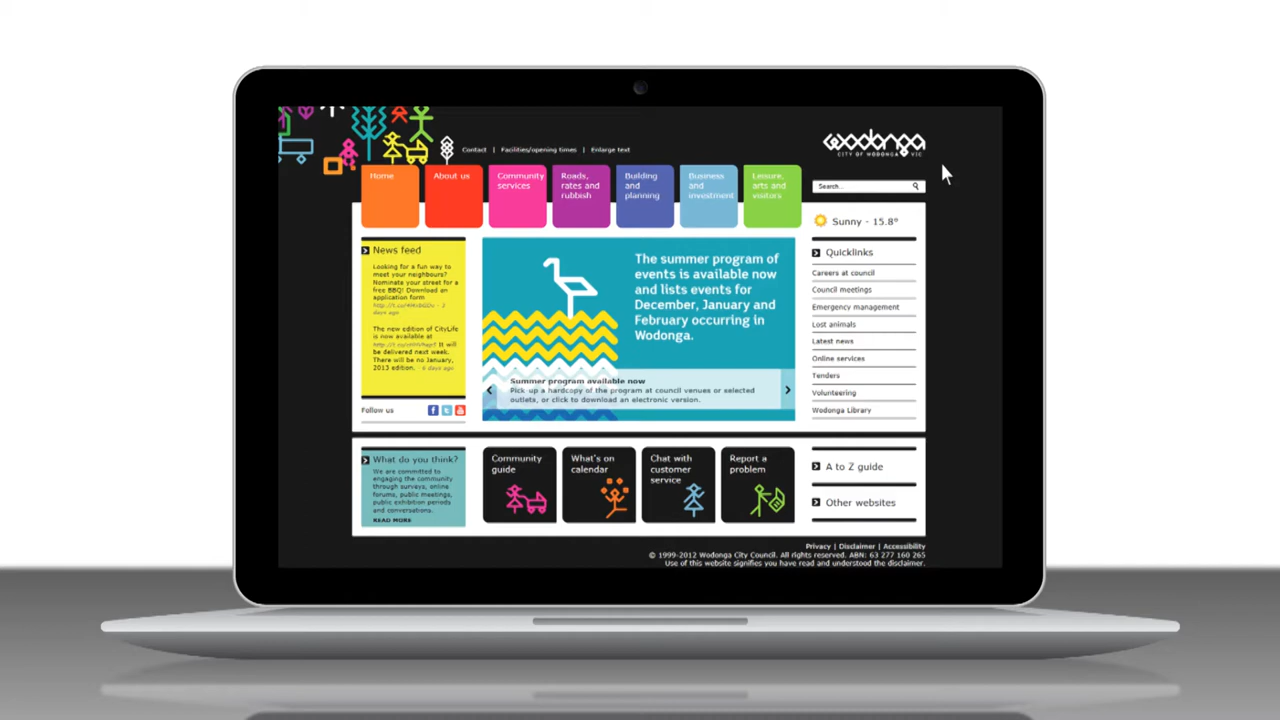 wodonga
CITY OF WODONGA VIC
Contact | Facilities/opening times | Enlarge text
Home
About us
Community
services
Roads,
rates and
rubbish
Building
and
planning
Business
and
investment
Leisure,
arts and
visitors
Search...
Sunny - 15.8°
News feed
Looking for a fun way to
meet your neighbours?
Nominate your street for a
free BBQ! Download an
application form
days ago
The new edition of CityLife
is now available at
It will
be delivered next week.
There will be no January,
2013 edition. - 6 days ago
Follow us
The summer program of
events is available now
and lists events for
December, January and
February occurring in
Wodonga.
Summer program available now
Pick up a hardcopy of the program at council venues or selected
outlets, or click to download an electronic version.
Quicklinks
Careers at council
Council meetings
Emergency management
Lost animals
Latest news
Online services
Tenders
Volunteering
Wodonga Library
What do you think?
We are committed to
engaging the community
through surveys, online
forums, public meetings,
public exhibition periods
and conversations.
READ MORE
Community
guide
What's on
calendar
Chat with
customer
service
Report a
problem
A to Z guide
Other websites
Privacy | Disclaimer | Accessibility
© 1999-2012 Wodonga City Council. All rights reserved. ABN: 63 277 160 265
Use of this website signifies you have read and understood the disclaimer.